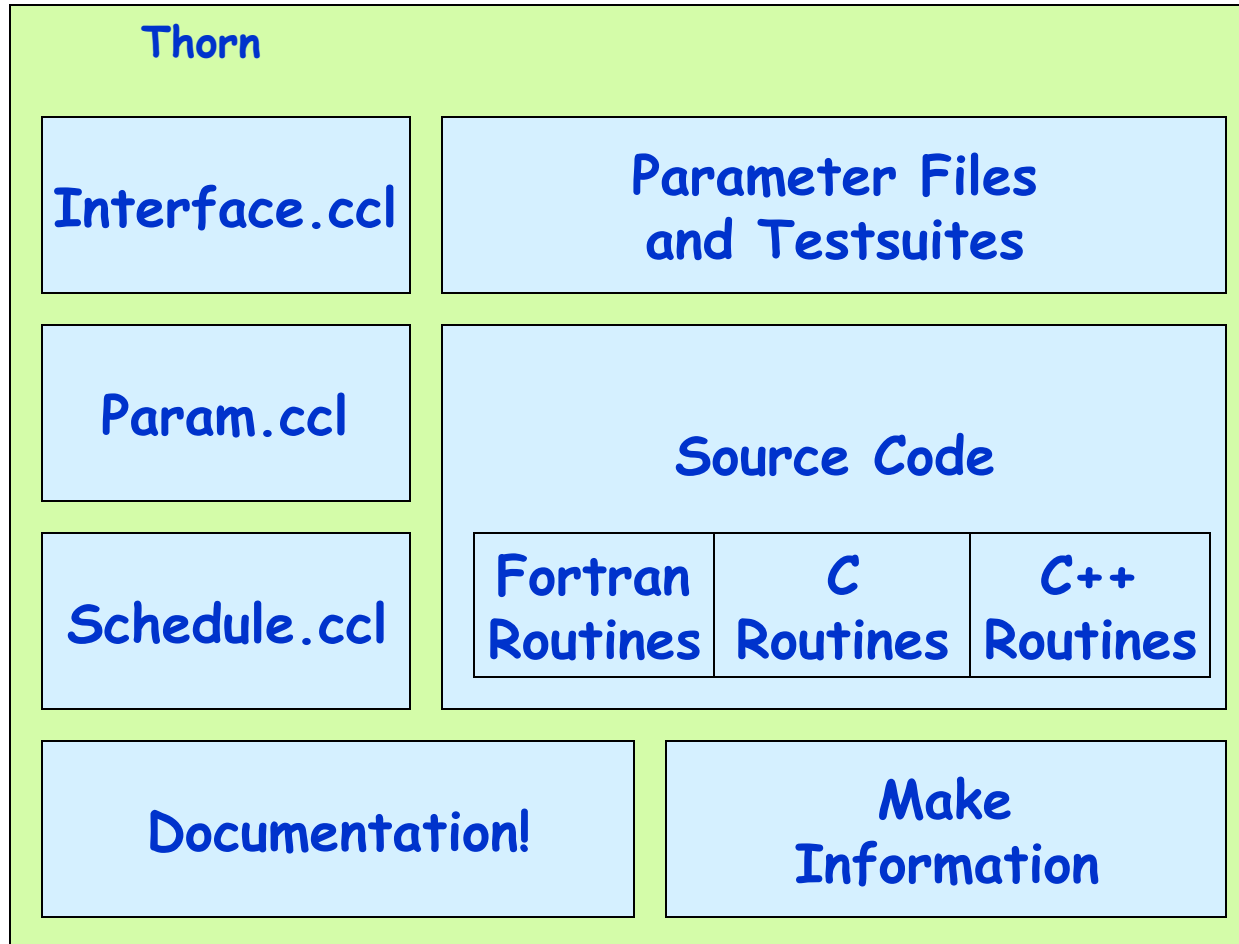 Thorn
Interface.ccl
Parameter Files
and Testsuites
Param.ccl
Source Code
Schedule.ccl
Fortran
Routines
C
Routines
C++
Routines
Documentation!
Make
Information